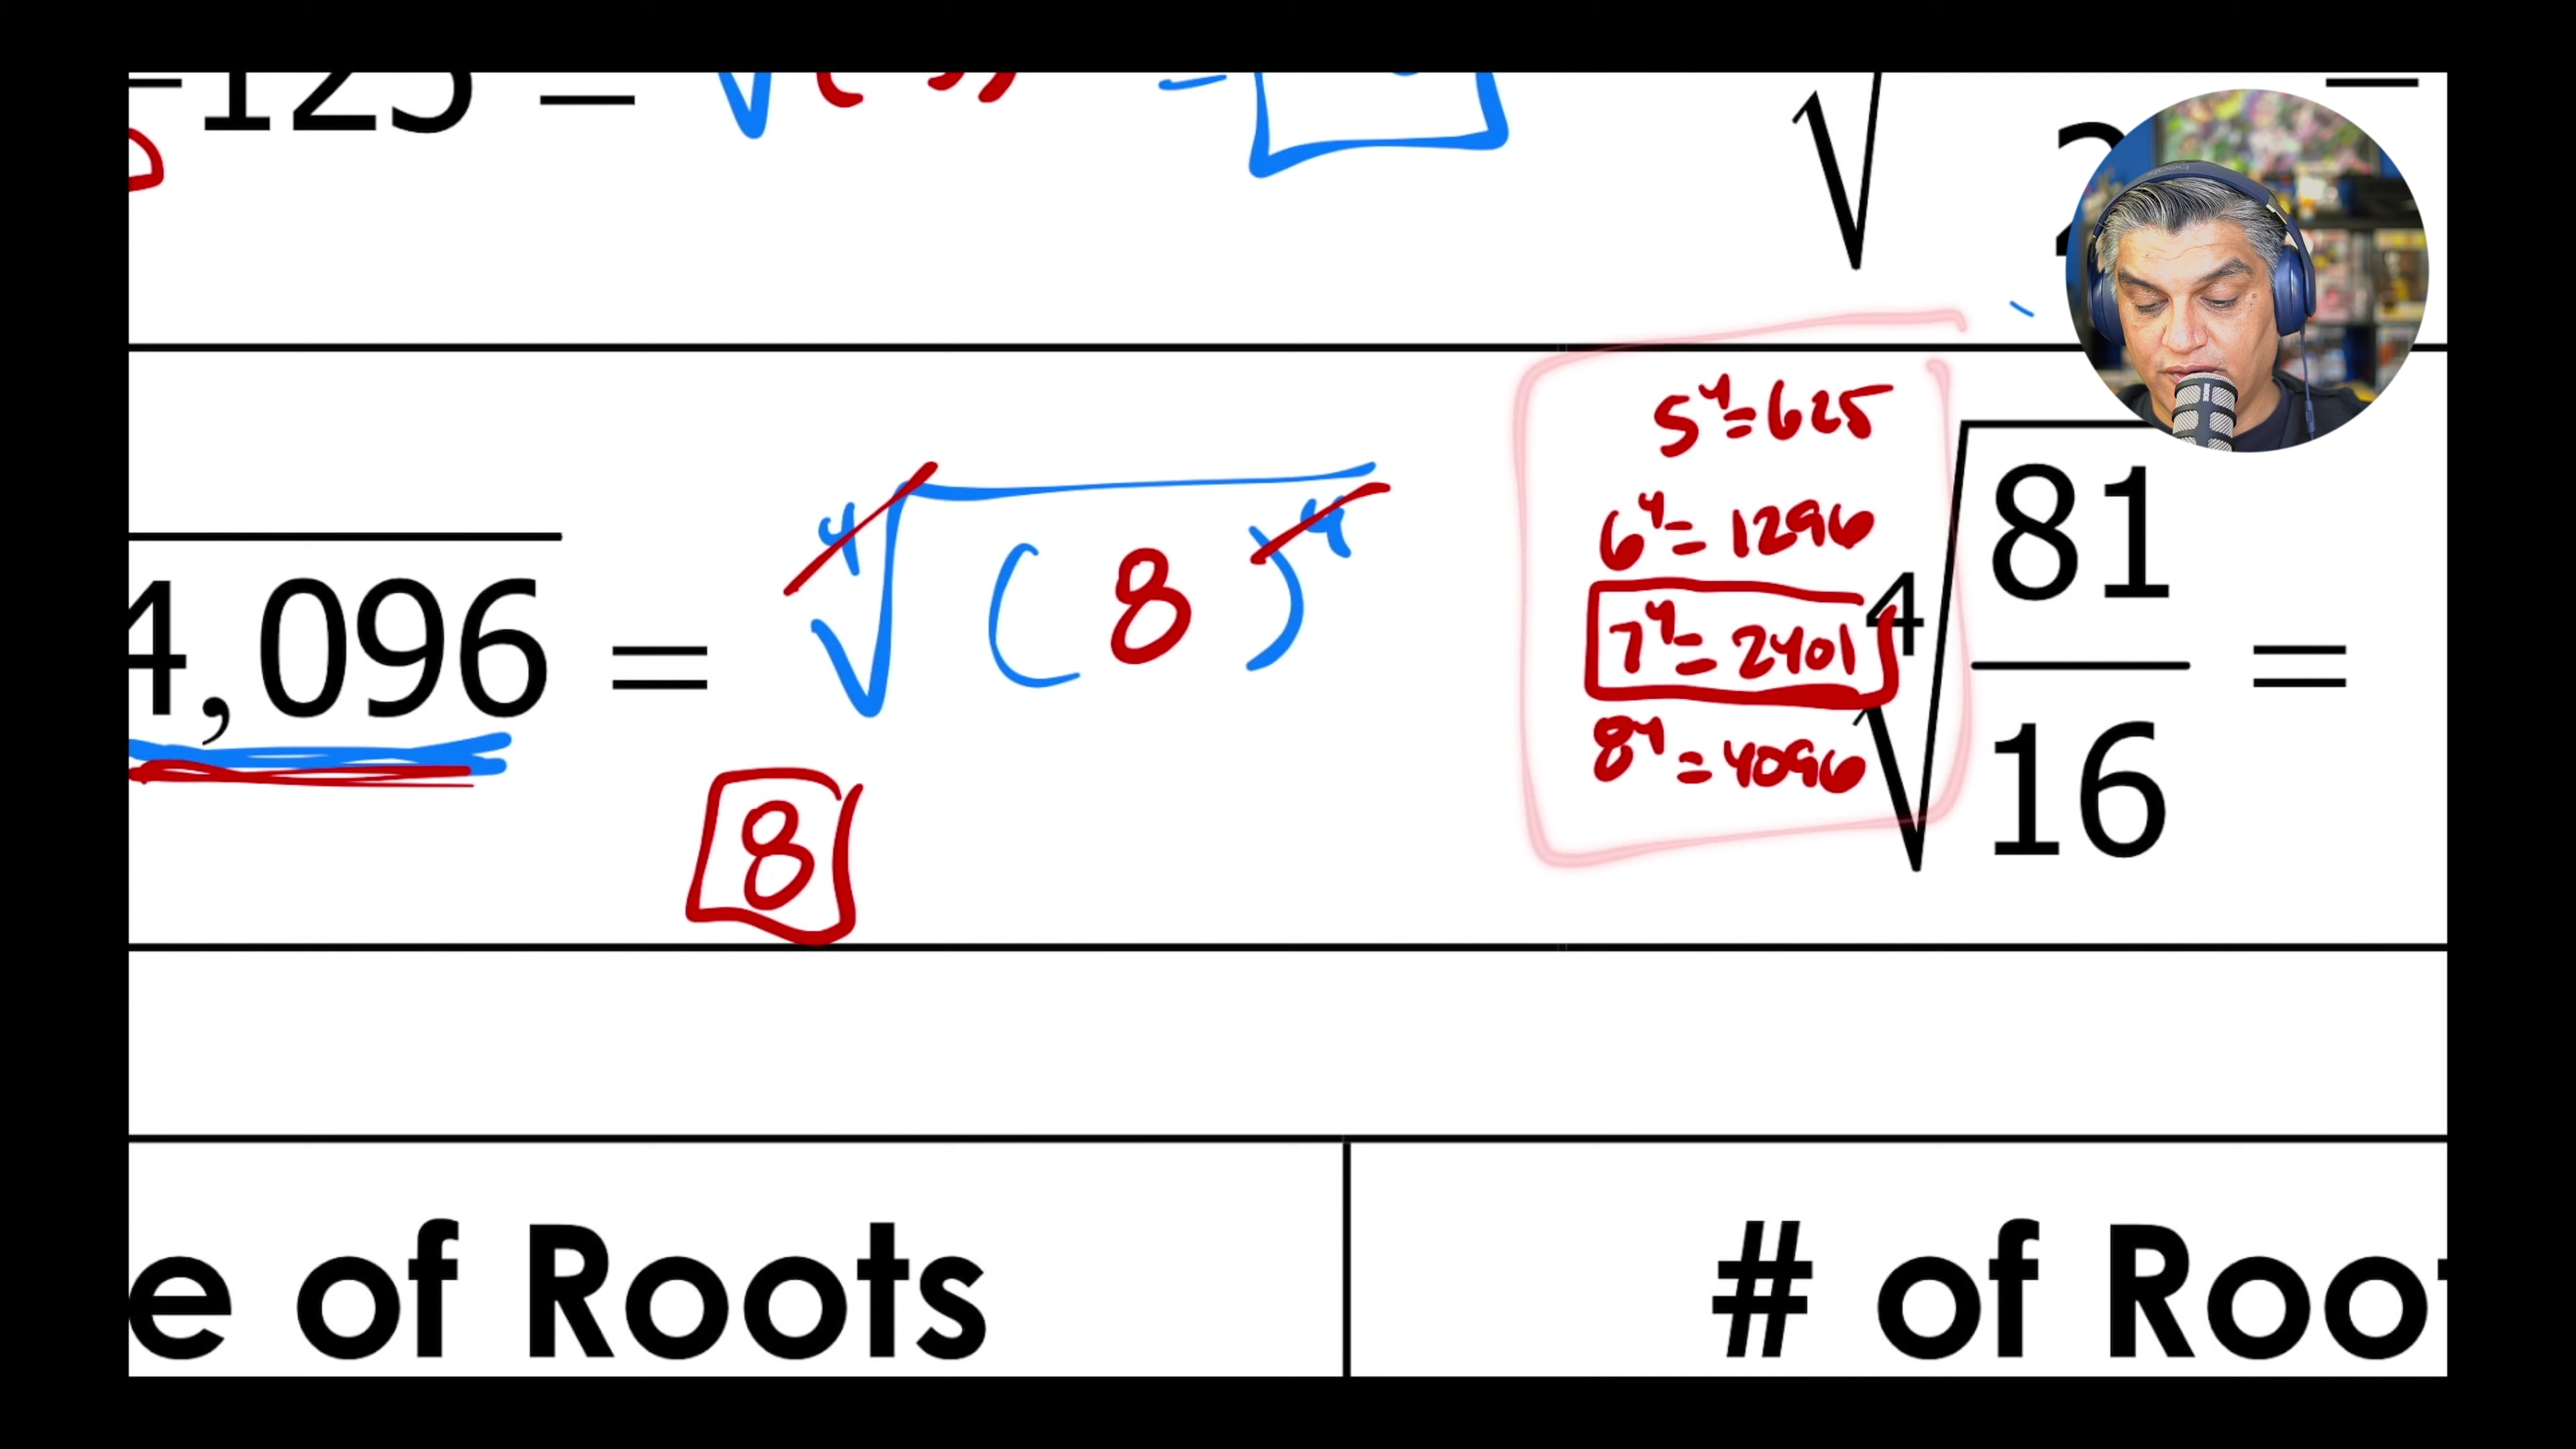 -125 =
5⁴=625
6⁴= 1296
7⁴= 2401
8⁴ = 4096
4,096 = ⁴√(8)⁴
8
⁴√81/16 =
e of Roots
# of Roo